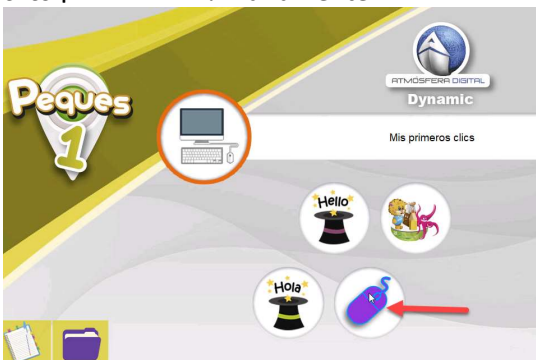 ATMÓSFERA DIGITAL
Dynamic
Peques
1
Mis primeros clics
Hello
Hola